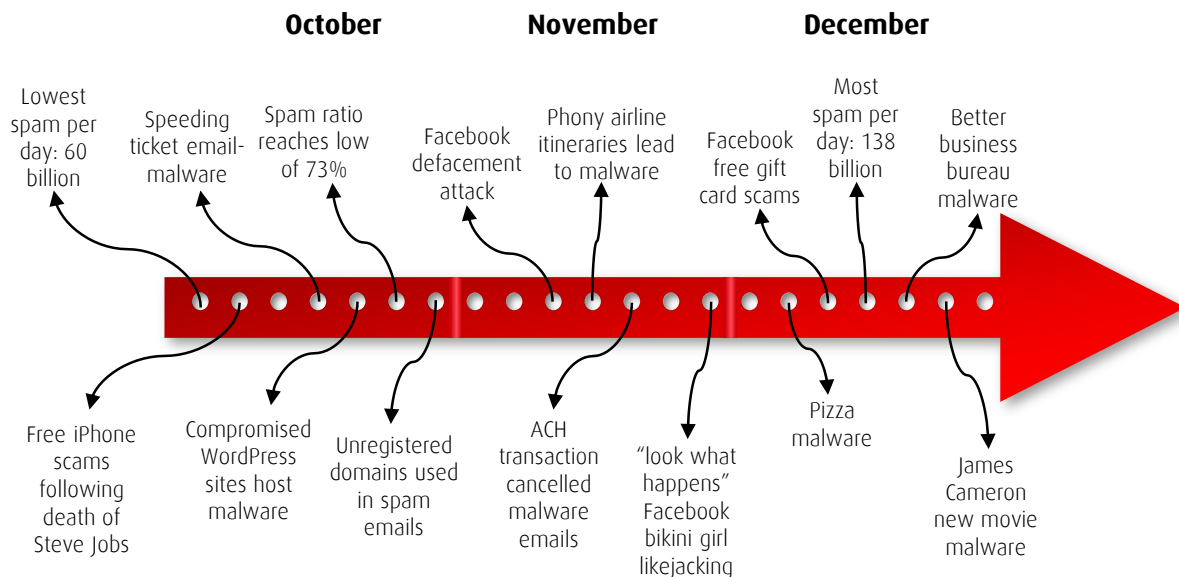 October
November
December
Lowest
spam per
day: 60
billion
Speeding
ticket email-
malware
Spam ratio
reaches low
of 73%
Facebook
defacement
attack
Phony airline
itineraries lead
to malware
Facebook
free gift
card scams
Most
spam per
day: 138
billion
Better
business
bureau
malware
Free iPhone
scams
following
death of
Steve Jobs
Compromised
WordPress
sites host
malware
Unregistered
domains used
in spam
emails
ACH
transaction
cancelled
malware
emails
“look what
happens”
Facebook
bikini girl
likejacking
Pizza
malware
James
Cameron
new movie
malware